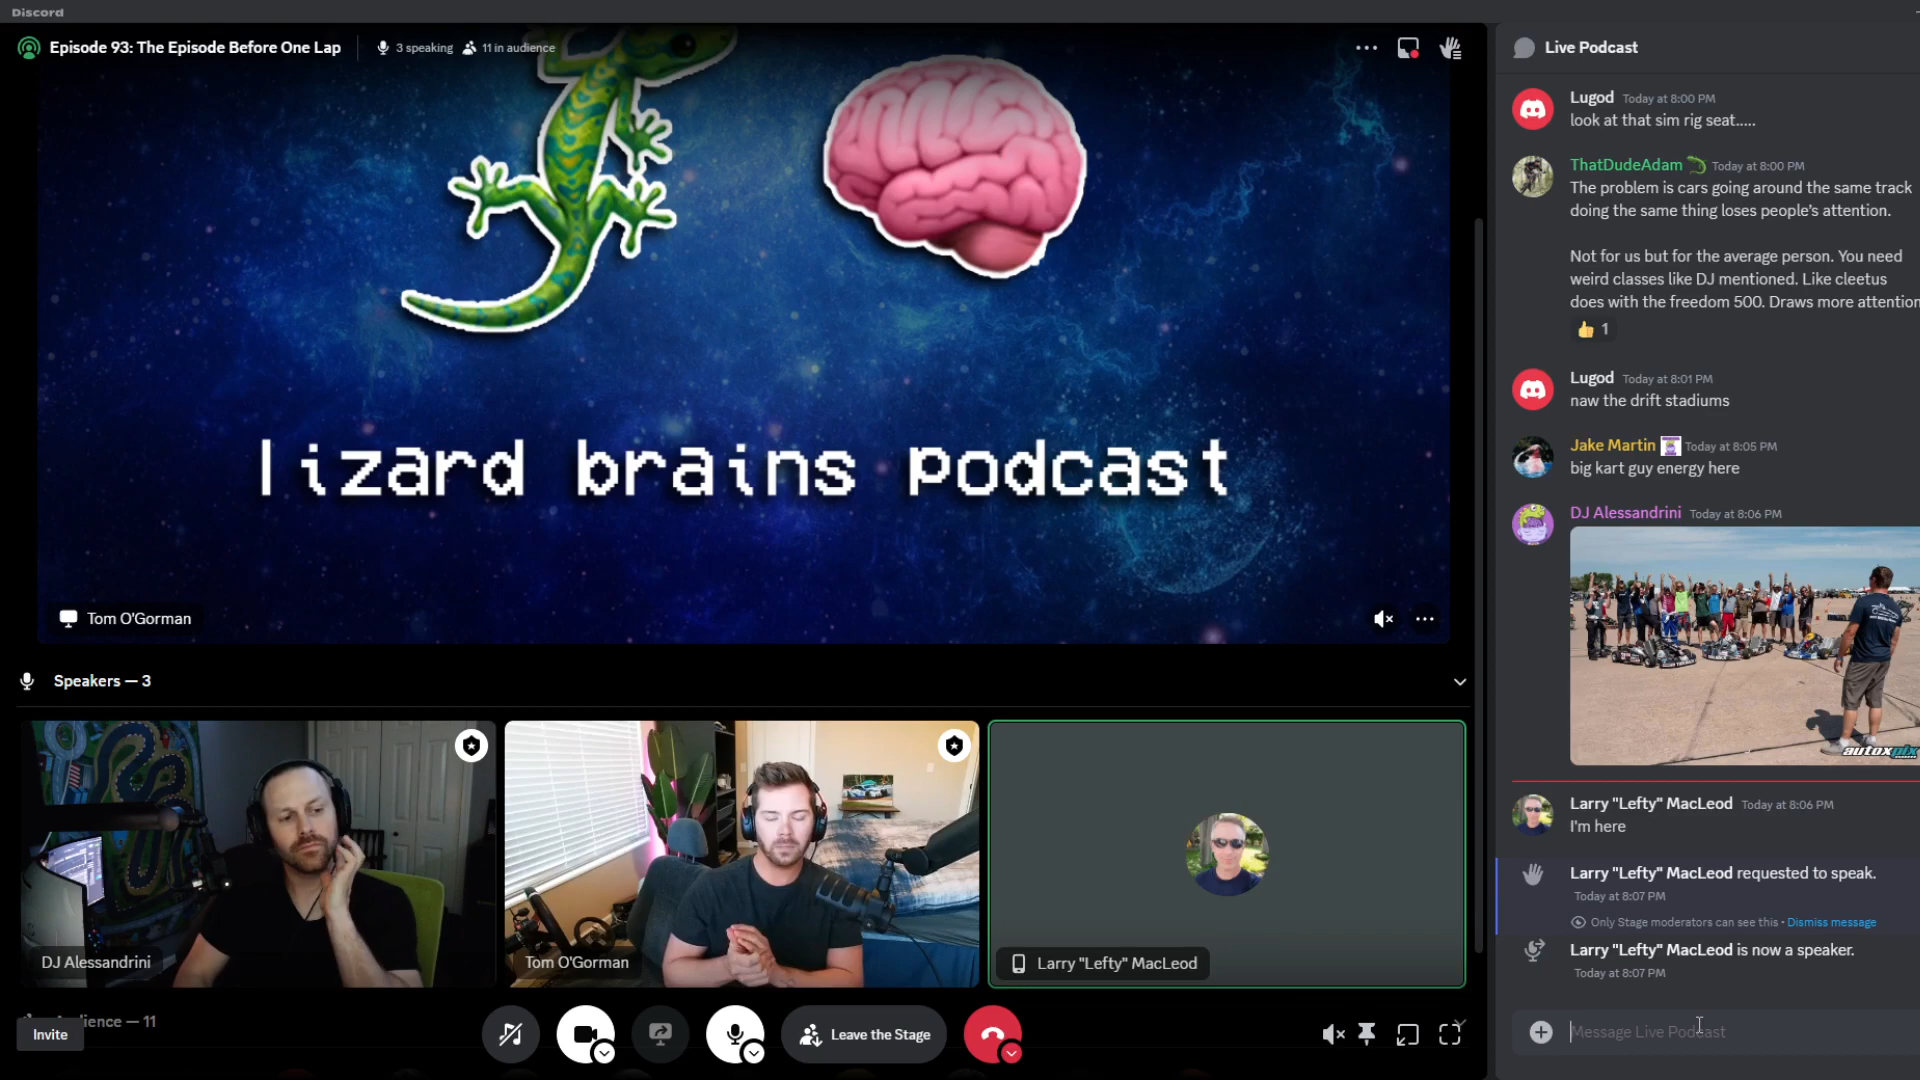 Discord
Episode 93: The Episode Before One Lap
3 speaking
11 in audience
lizard brains podcast
Tom O'Gorman
Speakers — 3
DJ Alessandrini
Tom O'Gorman
Larry "Lefty" MacLeod
Invite
dience — 11
Leave the Stage
Live Podcast
Lugod Today at 8:00 PM
look at that sim rig seat.....
ThatDudeAdam Today at 8:00 PM
The problem is cars going around the same track
doing the same thing loses people's attention.
Not for us but for the average person. You need
weird classes like DJ mentioned. Like cleetus
does with the freedom 500. Draws more attention
1
Lugod Today at 8:01 PM
naw the drift stadiums
Jake Martin Today at 8:05 PM
big kart guy energy here
DJ Alessandrini Today at 8:06 PM
autoxpix
Larry "Lefty" MacLeod Today at 8:06 PM
I'm here
Larry "Lefty" MacLeod requested to speak.
Today at 8:07 PM
Only Stage moderators can see this • Dismiss message
Larry "Lefty" MacLeod is now a speaker.
Today at 8:07 PM
Message Live Podcast